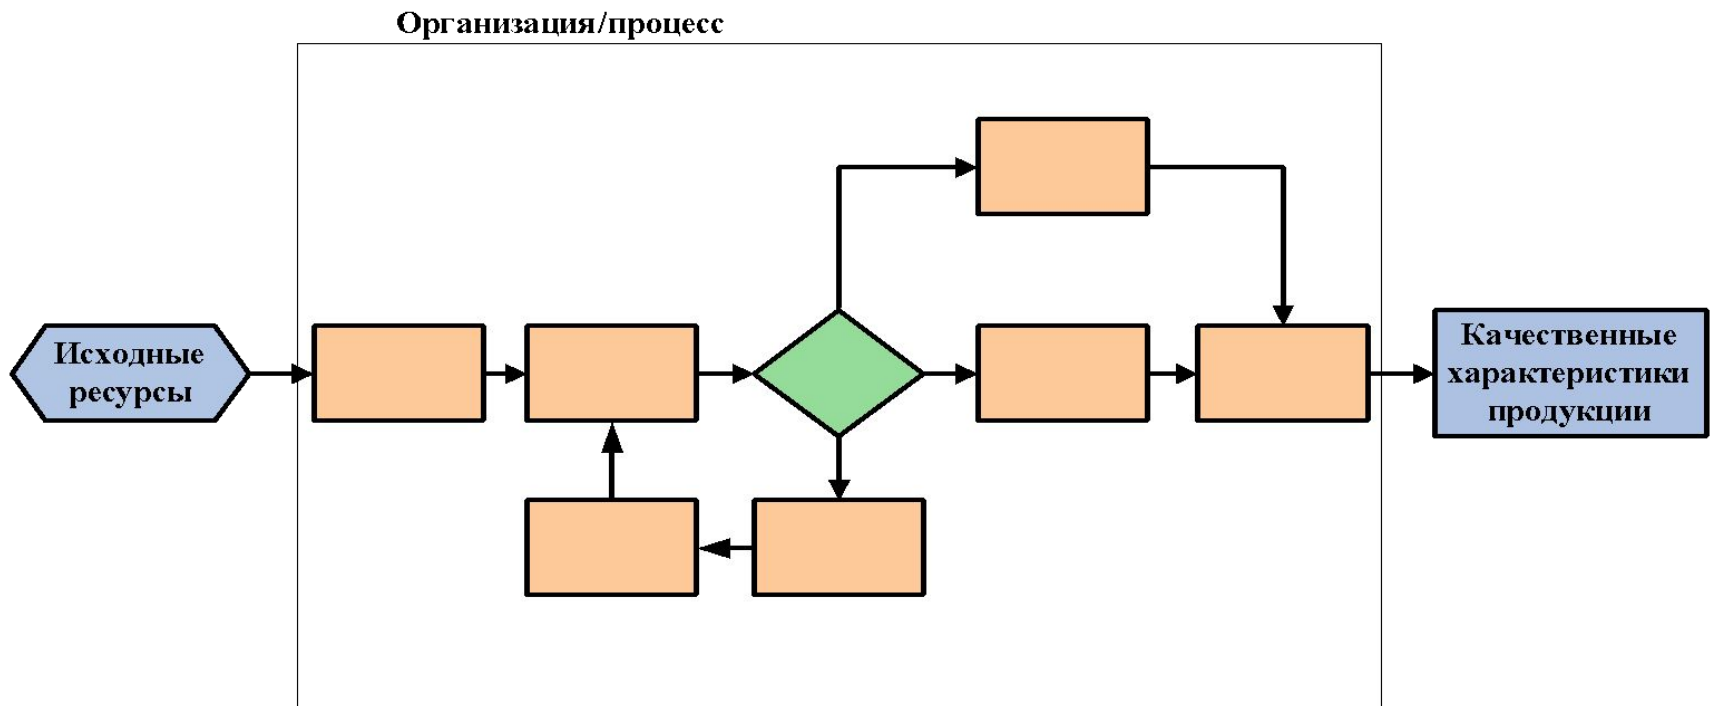 Организация/процесс
Исходные
ресурсы
Качественные
характеристики
продукции